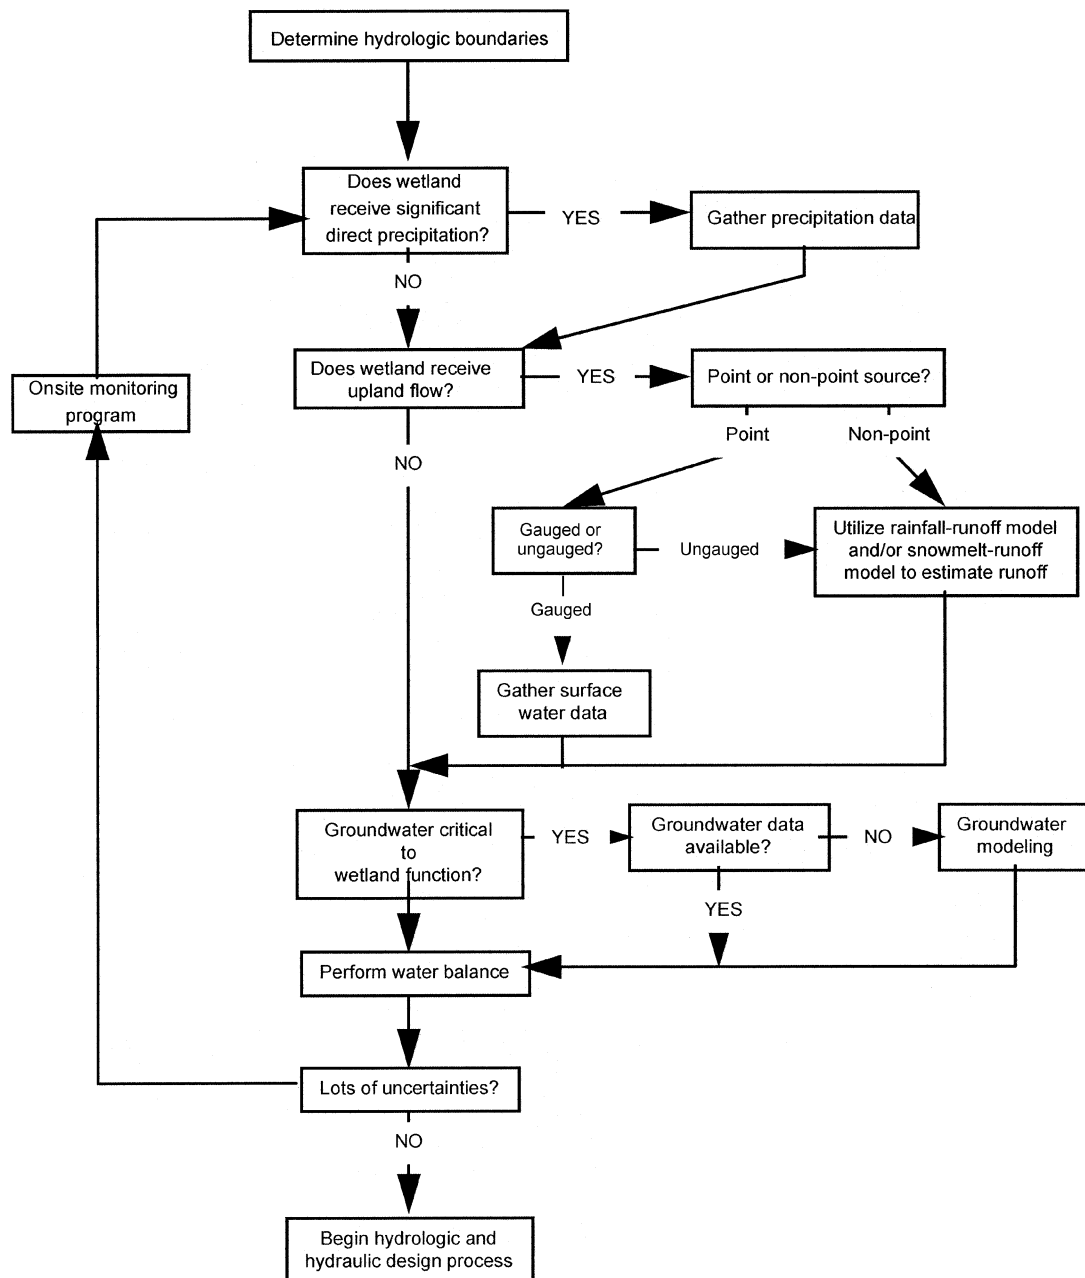 Determine hydrologic boundaries
Does wetland
receive significant
direct precipitation?
YES
Gather precipitation data
NO
Does wetland receive
upland flow?
YES
Point or non-point source?
Onsite monitoring
program
Point
Non-point
NO
Gauged or
ungauged?
Ungauged
Utilize rainfall-runoff model
and/or snowmelt-runoff
model to estimate runoff
Gauged
Gather surface
water data
Groundwater critical
to
wetland function?
YES
Groundwater data
available?
NO
Groundwater
modeling
YES
Perform water balance
Lots of uncertainties?
NO
Begin hydrologic and
hydraulic design process